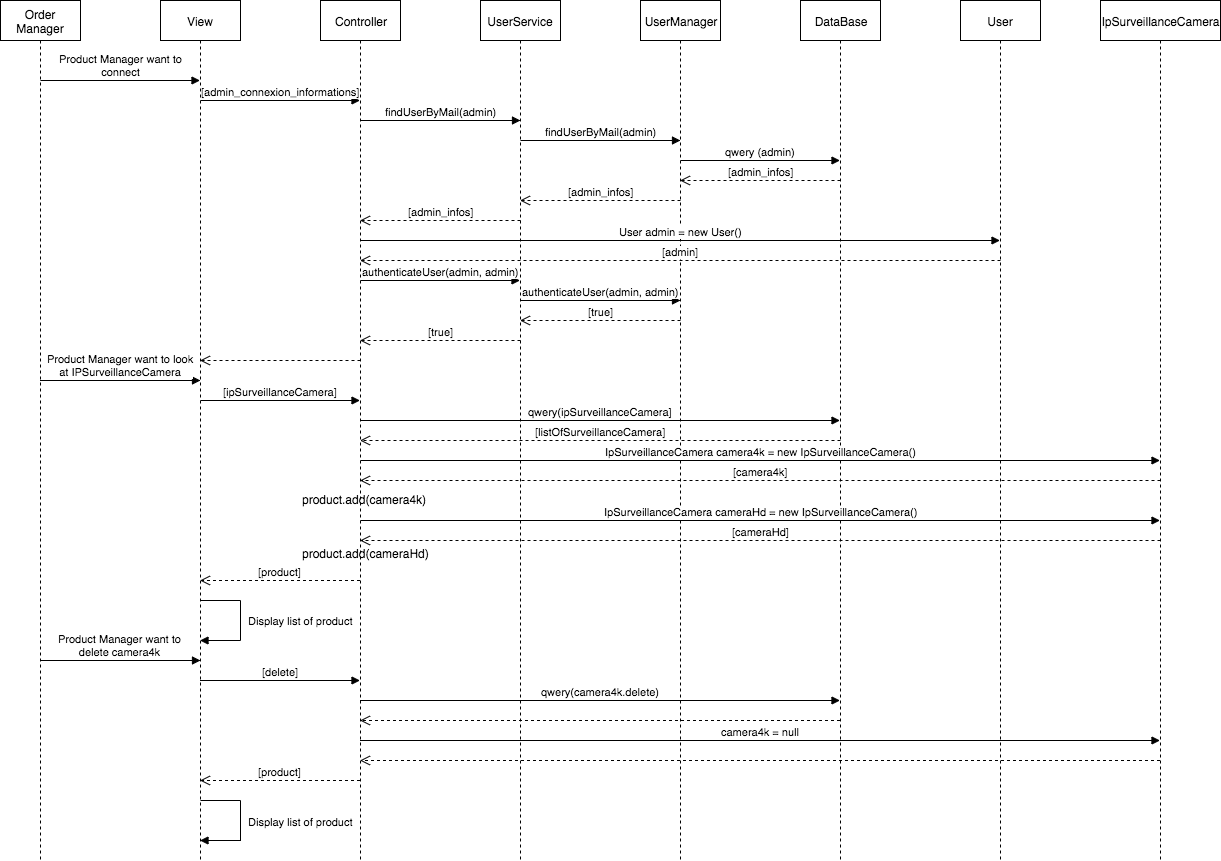 Order
Manager
View
Controller
UserService
UserManager
DataBase
User
IpSurveillanceCamera
Product Manager want to
connect
[admin_connexion_informations]
findUserByMail(admin)
findUserByMail(admin)
qwery (admin)
[admin_infos]
[admin_infos]
[admin_infos]
User admin = new User()
[admin]
authenticateUser(admin, admin)
authenticateUser(admin, admin)
[true]
[true]
Product Manager want to look
at IPSurveillanceCamera
[ipSurveillanceCamera]
qwery(ipSurveillanceCamera]
[listOfSurveillanceCamera]
IpSurveillanceCamera camera4k = new IpSurveillanceCamera()
[camera4k]
product.add(camera4k)
IpSurveillanceCamera cameraHd = new IpSurveillanceCamera()
[cameraHd]
product.add(cameraHd)
[product]
Display list of product
Product Manager want to
delete camera4k
[delete]
qwery(camera4k.delete)
camera4k = null
[product]
Display list of product